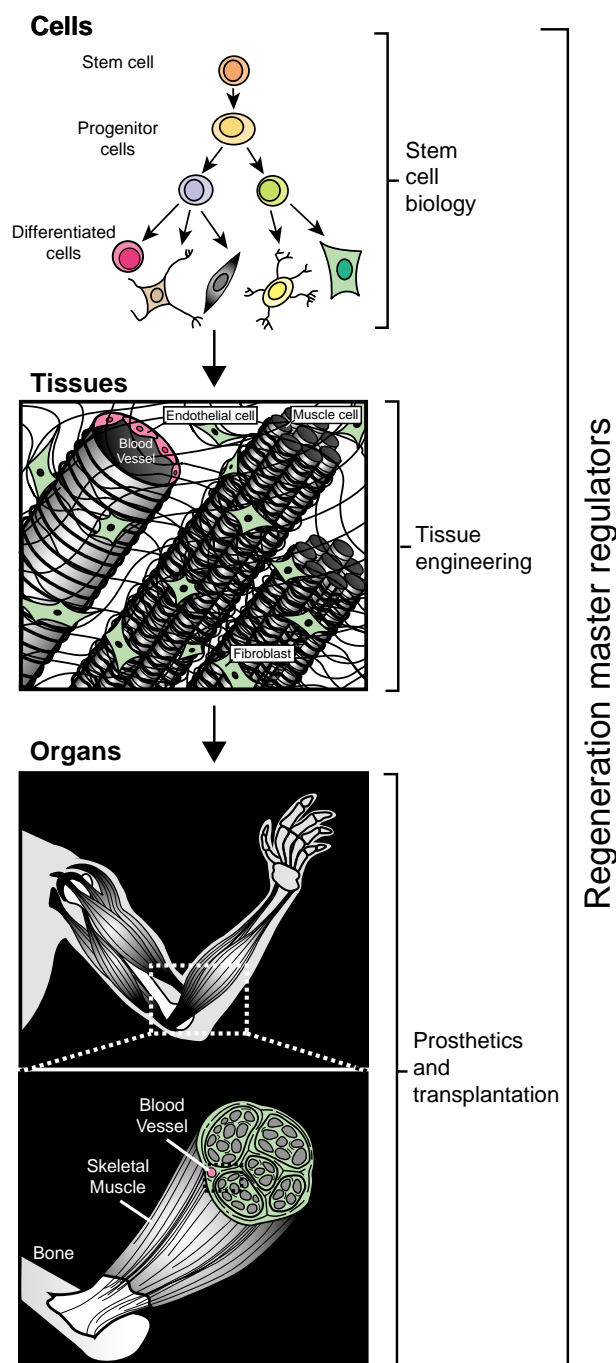 Cells
Stem cell
Progenitor
cells
Differentiated
cells
Stem
cell
biology
Tissues
Endothelial cell
Muscle cell
Blood
Vessel
Fibroblast
Tissue
engineering
Organs
Blood
Vessel
Skeletal
Muscle
Bone
Prosthetics
and
transplantation
Regeneration master regulators